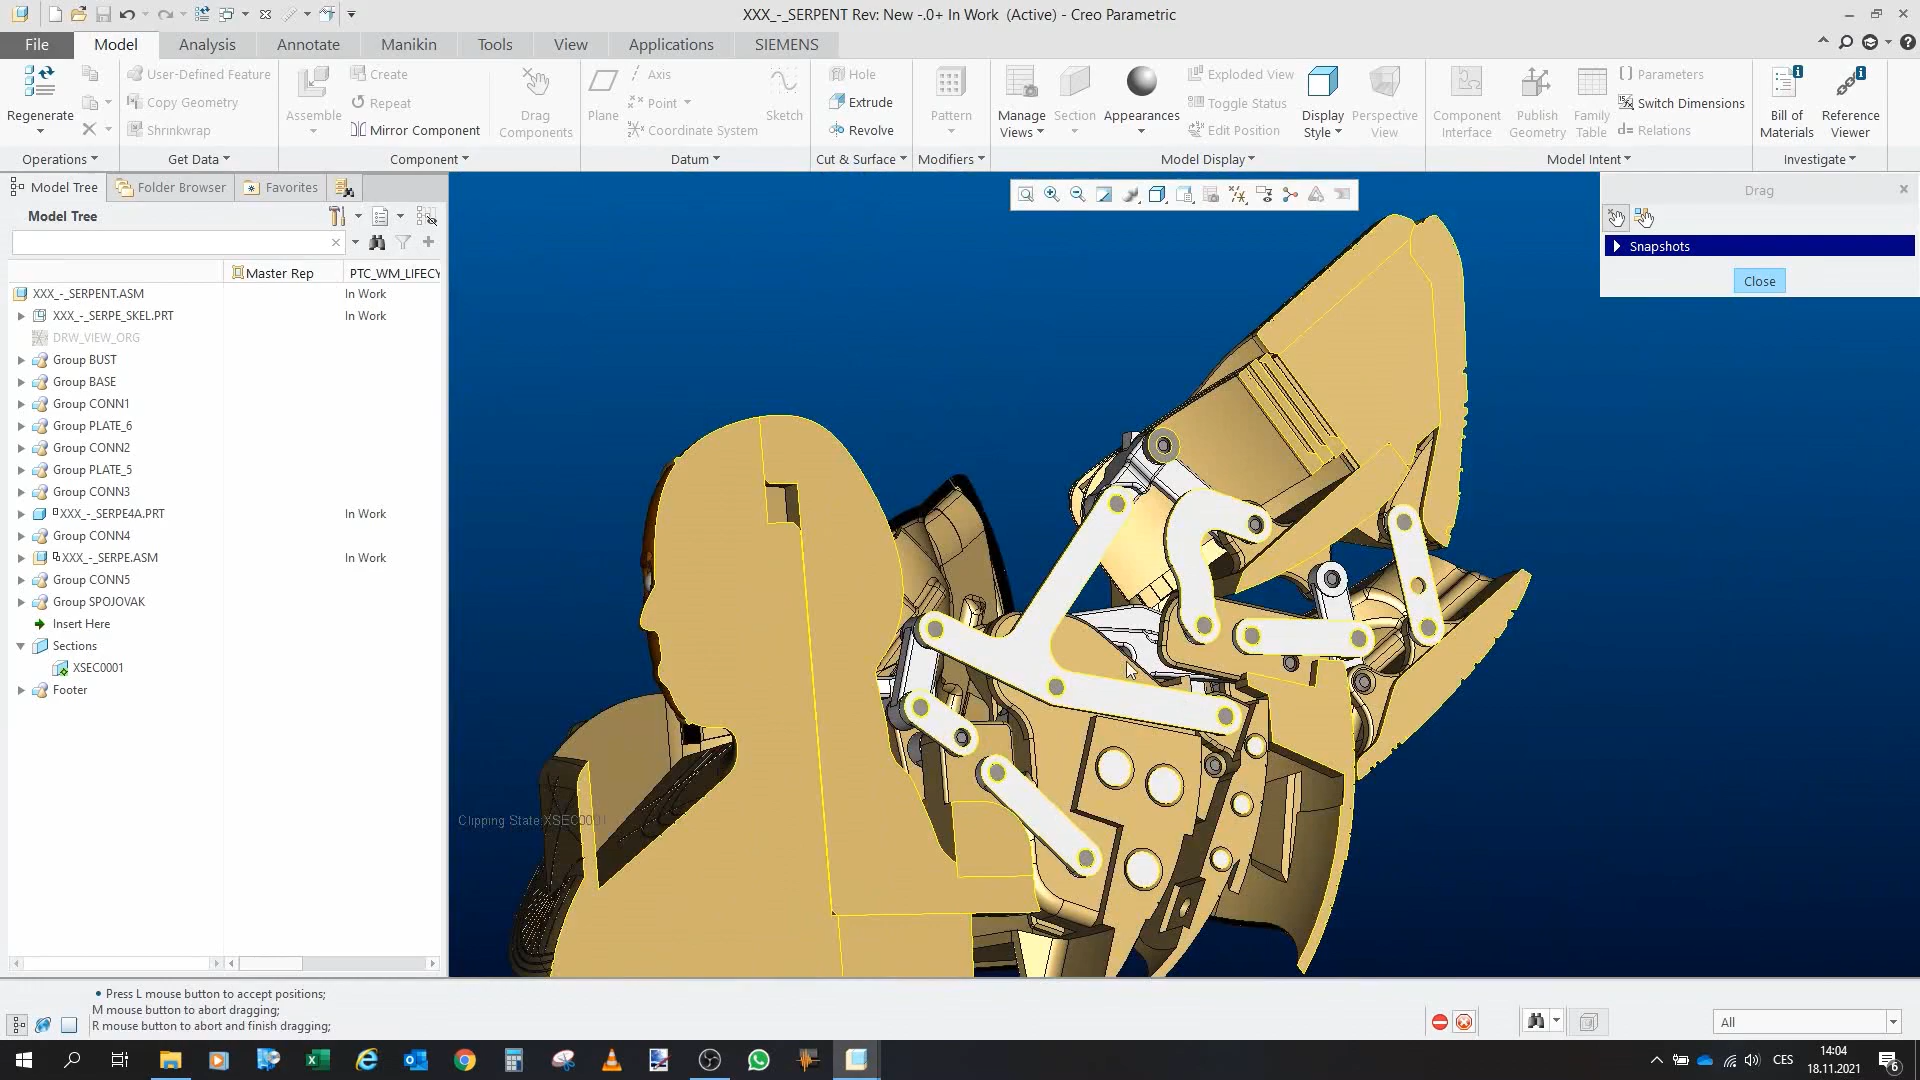 XXX_-_SERPENT Rev: New -.0+ In Work (Active) - Creo Parametric
File Model Analysis Annotate Manikin Tools View Applications SIEMENS
Regenerate
User-Defined Feature
Copy Geometry
Shrinkwrap
Assemble
Create
Repeat
Mirror Component
Drag Components
Plane
Axis
Point
Coordinate System
Sketch
Hole
Extrude
Revolve
Pattern
Manage Views
Section
Appearances
Exploded View
Toggle Status
Edit Position
Display Style
Perspective View
Component Interface
Publish Geometry
Family Table
Parameters
Switch Dimensions
Relations
Bill of Materials
Reference Viewer
Operations Get Data Component Datum Cut & Surface Modifiers Model Display Model Intent Investigate
Model Tree Folder Browser Favorites
Model Tree
Master Rep PTC_WM_LIFECY
XXX_-_SERPENT.ASM In Work
XXX_-_SERPE_SKEL.PRT In Work
DRW_VIEW_ORG
Group BUST
Group BASE
Group CONN1
Group PLATE_6
Group CONN2
Group PLATE_5
Group CONN3
XXX_-_SERPE4A.PRT In Work
Group CONN4
XXX_-_SERPE.ASM In Work
Group CONN5
Group SPOJOVAK
Insert Here
Sections
XSEC0001
Footer
Drag
Snapshots
Close
Clipping State:XSEC0001
Press L mouse button to accept positions;
M mouse button to abort dragging;
R mouse button to abort and finish dragging;
All
CES
14:04
18.11.2021
6